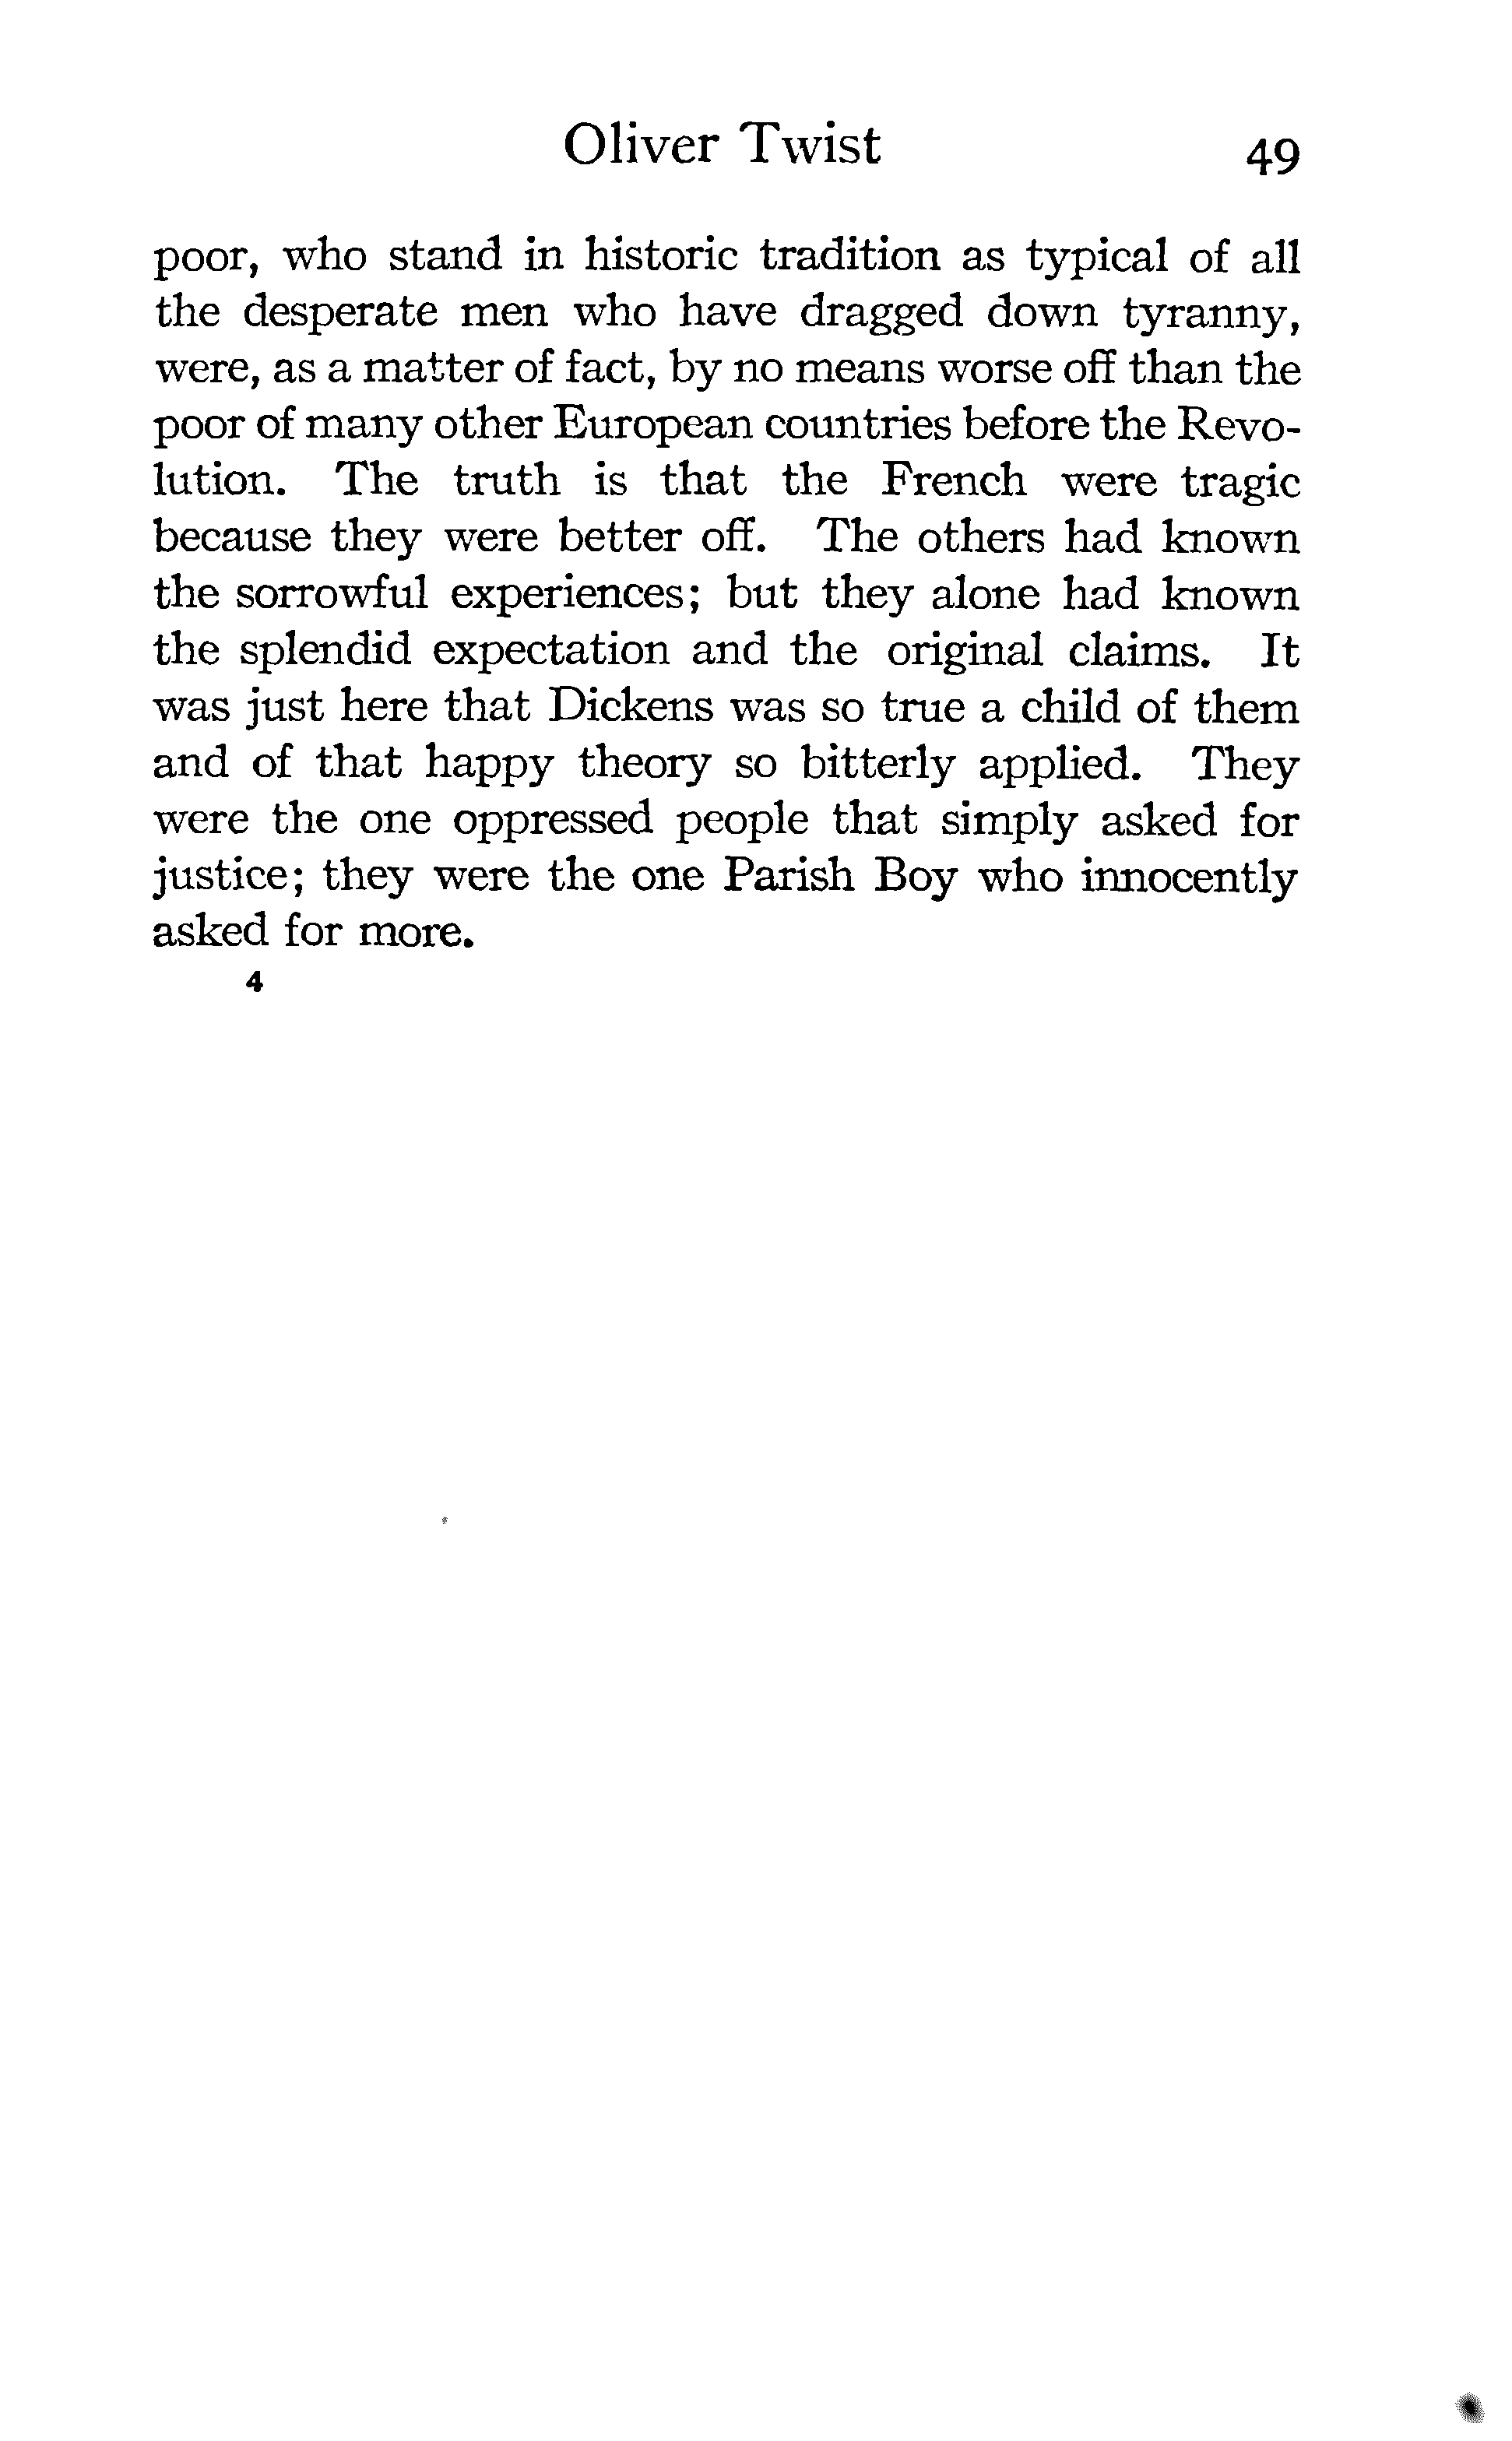 Oliver Twist 49
poor, who stand in historic tradition as typical of all
the desperate men who have dragged down tyranny,
were, as a matter of fact, by no means worse off than the
poor of many other European countries before the Revo-
lution. The truth is that the French were tragic
because they were better off. The others had known
the sorrowful experiences; but they alone had known
the splendid expectation and the original claims. It
was just here that Dickens was so true a child of them
and of that happy theory so bitterly applied. They
were the one oppressed people that simply asked for
justice; they were the one Parish Boy who innocently
asked for more.
4